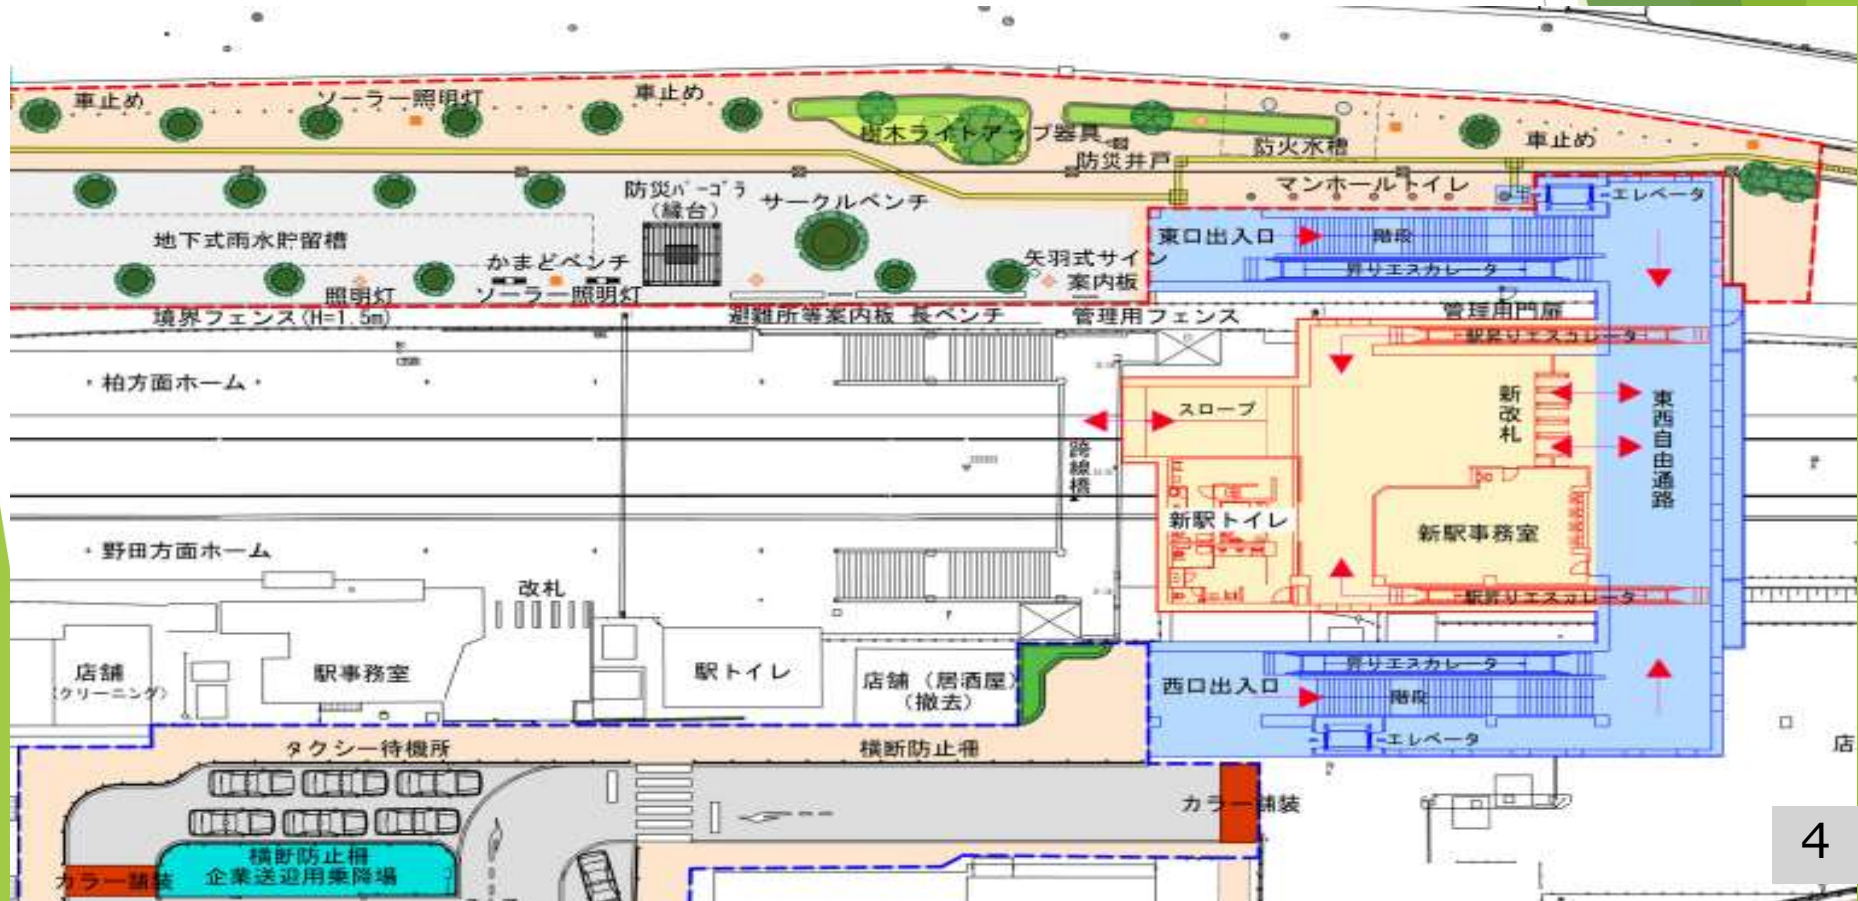 車止め
ソーラー照明灯
車止め
樹木ライトアップ器具
防災井戸
防火水槽
車止め
マンホールトイレ
エレベータ
防災パーゴラ
(縁台)
サークルベンチ
地下式雨水貯留槽
かまどベンチ
照明灯
ソーラー照明灯
矢羽式サイン
案内板
東口出入口
階段
昇りエスカレータ
境界フェンス(H=1.5m)
避難所等案内板
長ベンチ
管理用フェンス
管理用門扉
駅昇りエスカレータ
柏方面ホーム
スロープ
新改札
東西自由通路
跨線橋
新駅トイレ
新駅事務室
野田方面ホーム
改札
駅昇りエスカレータ
店舗
(クリーニング)
駅事務室
駅トイレ
店舗（居酒屋）
(撤去)
昇りエスカレータ
西口出入口
階段
エレベータ
タクシー待機所
横断防止柵
店
カラー舗装
横断防止柵
企業送迎用乗降場
カラー舗装
4